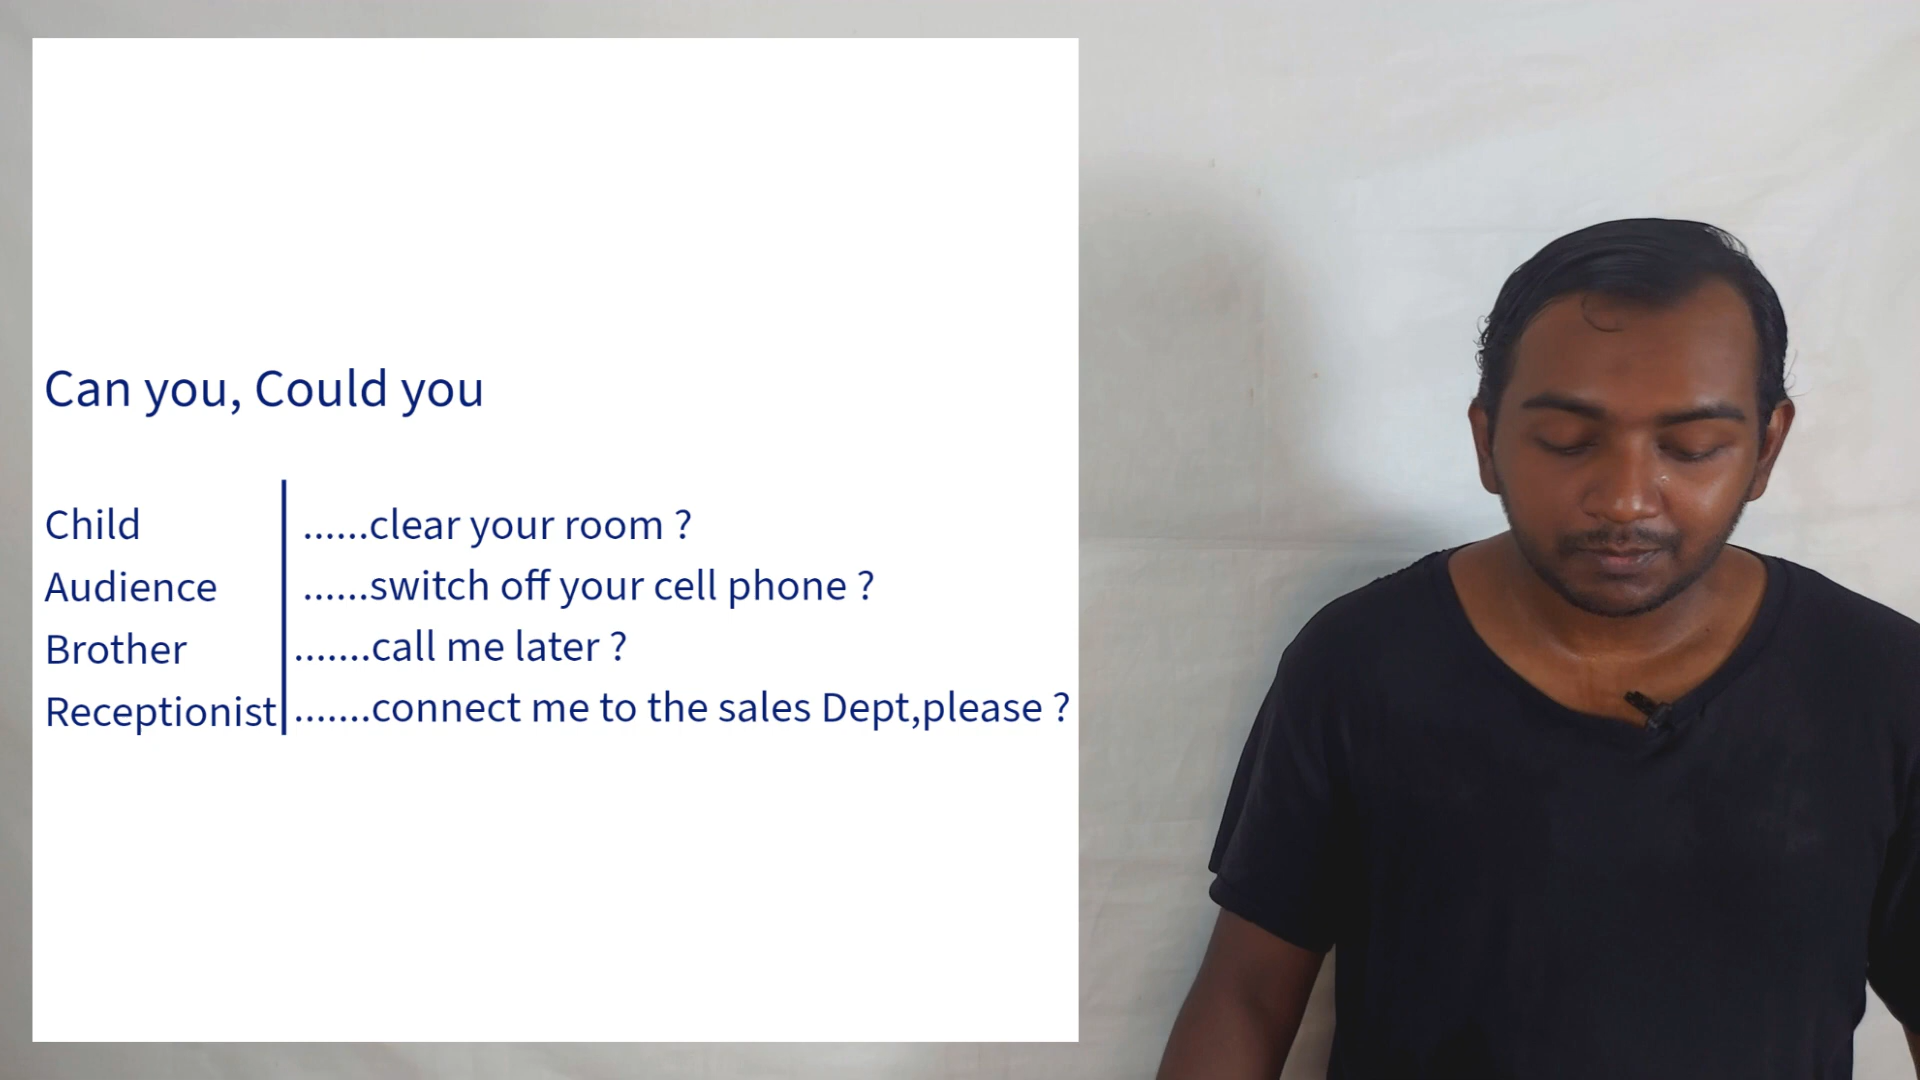 Can you, Could you
Child ......clear your room ?
Audience ......switch off your cell phone ?
Brother .......call me later ?
Receptionist .......connect me to the sales Dept,please ?